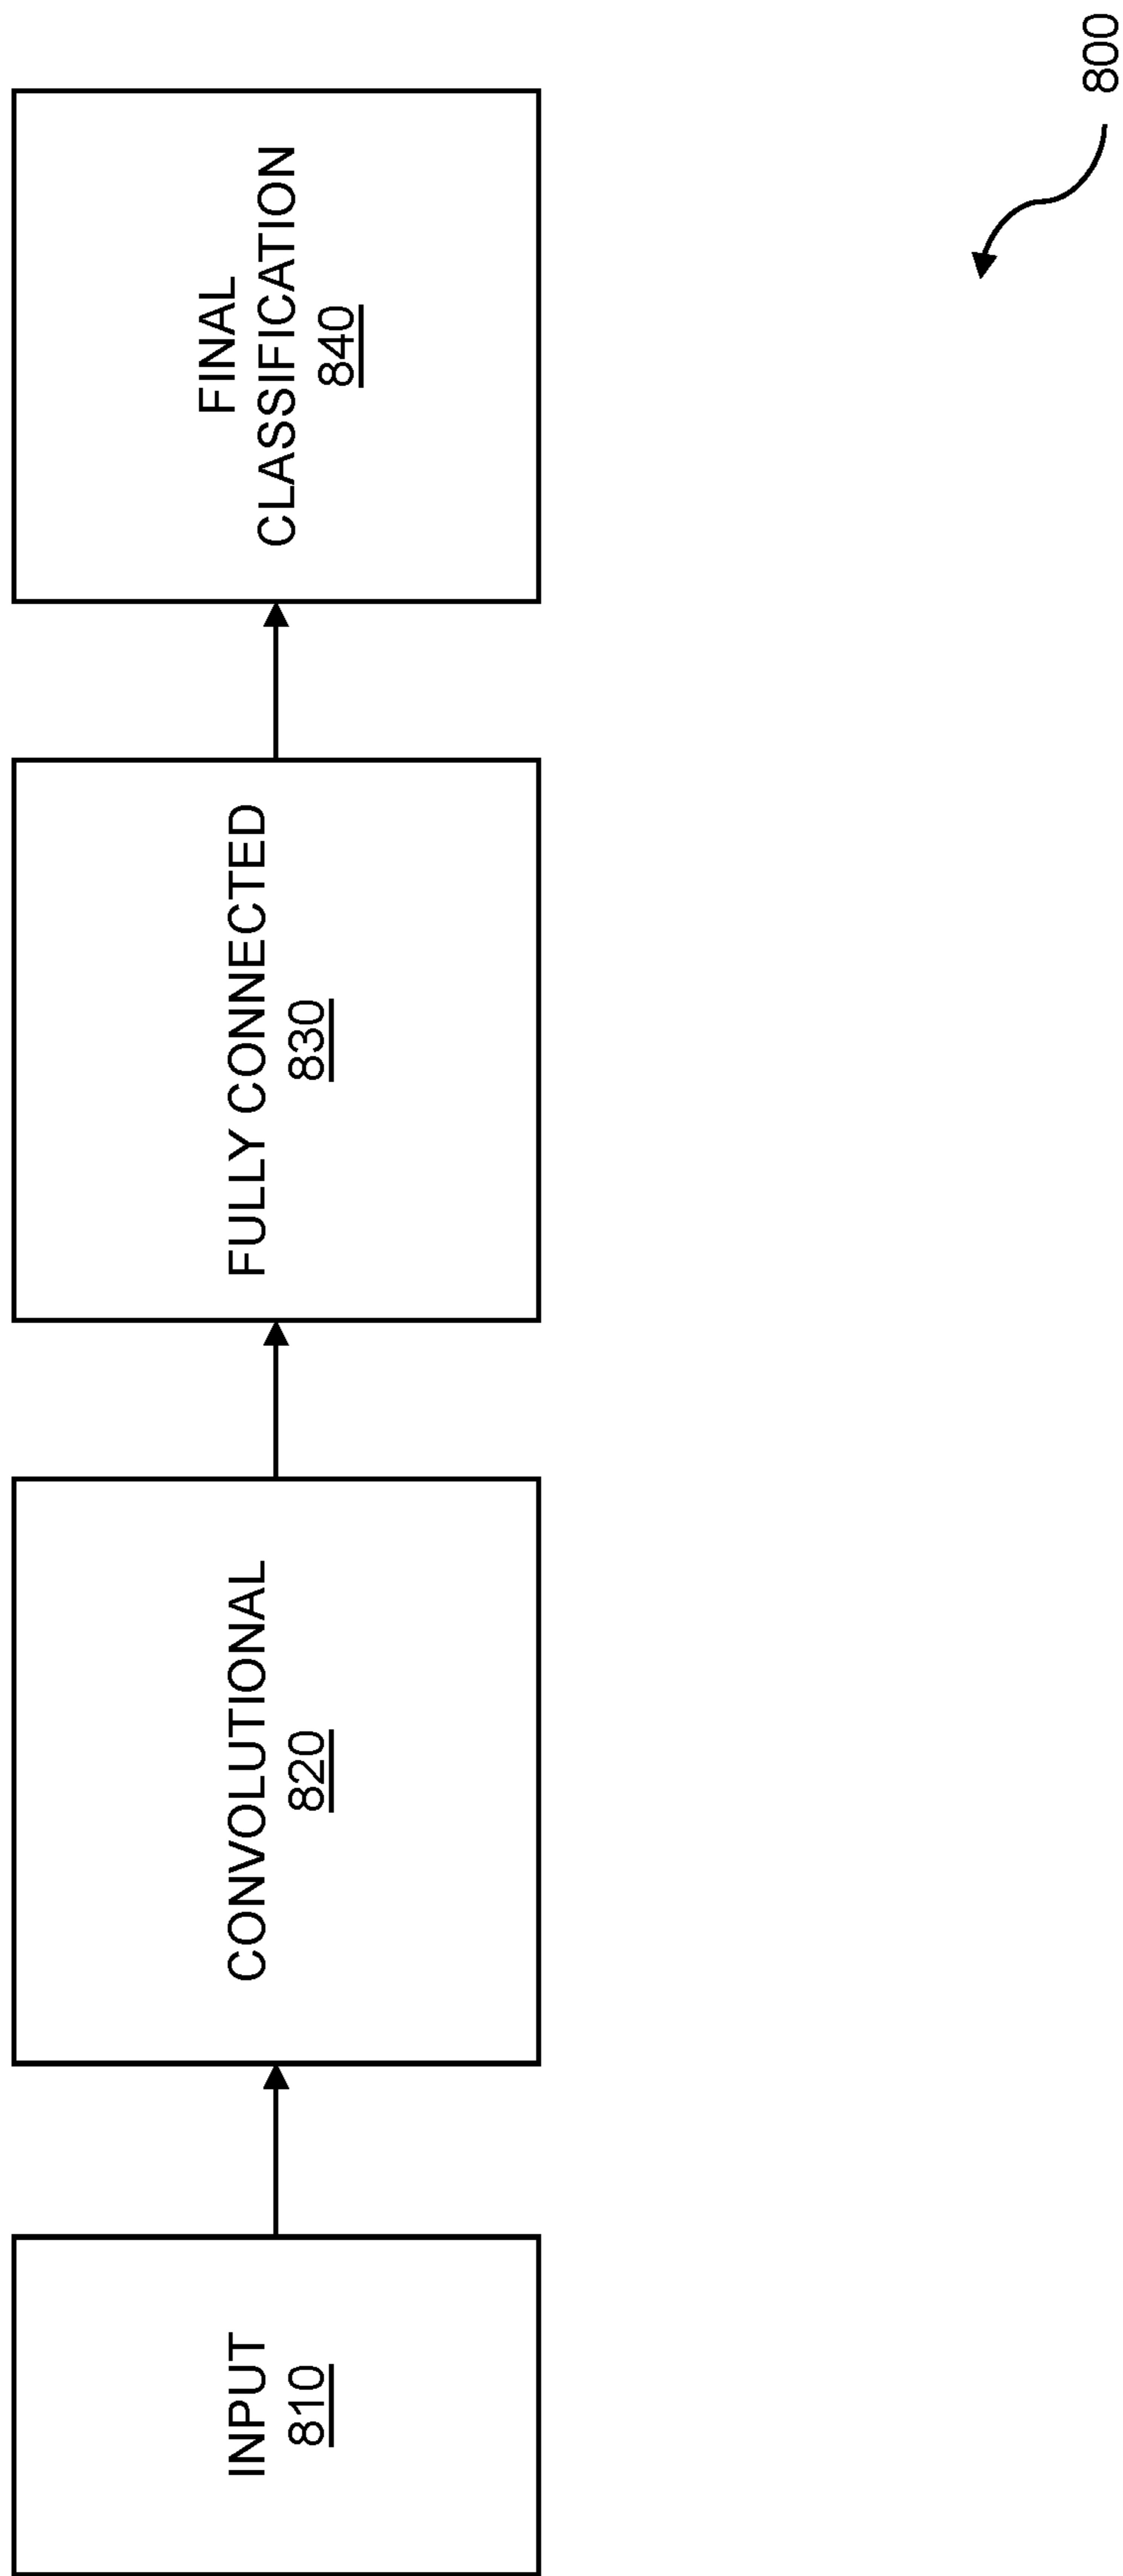 INPUT
810
CONVOLUTIONAL
820
FULLY CONNECTED
830
FINAL
CLASSIFICATION
840
800